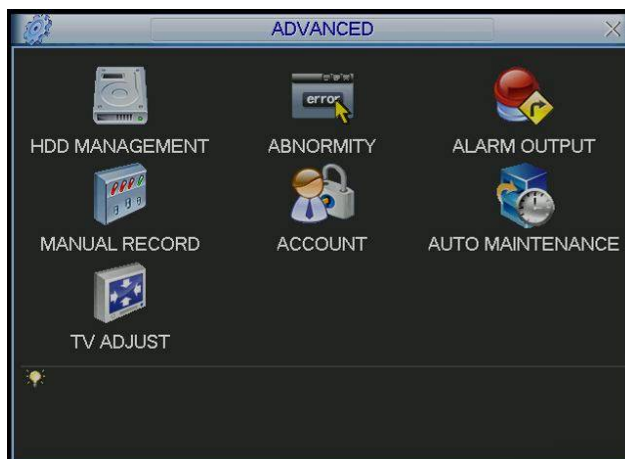 ADVANCED
error
HDD MANAGEMENT
ABNORMITY
ALARM OUTPUT
MANUAL RECORD
ACCOUNT
AUTO MAINTENANCE
TV ADJUST